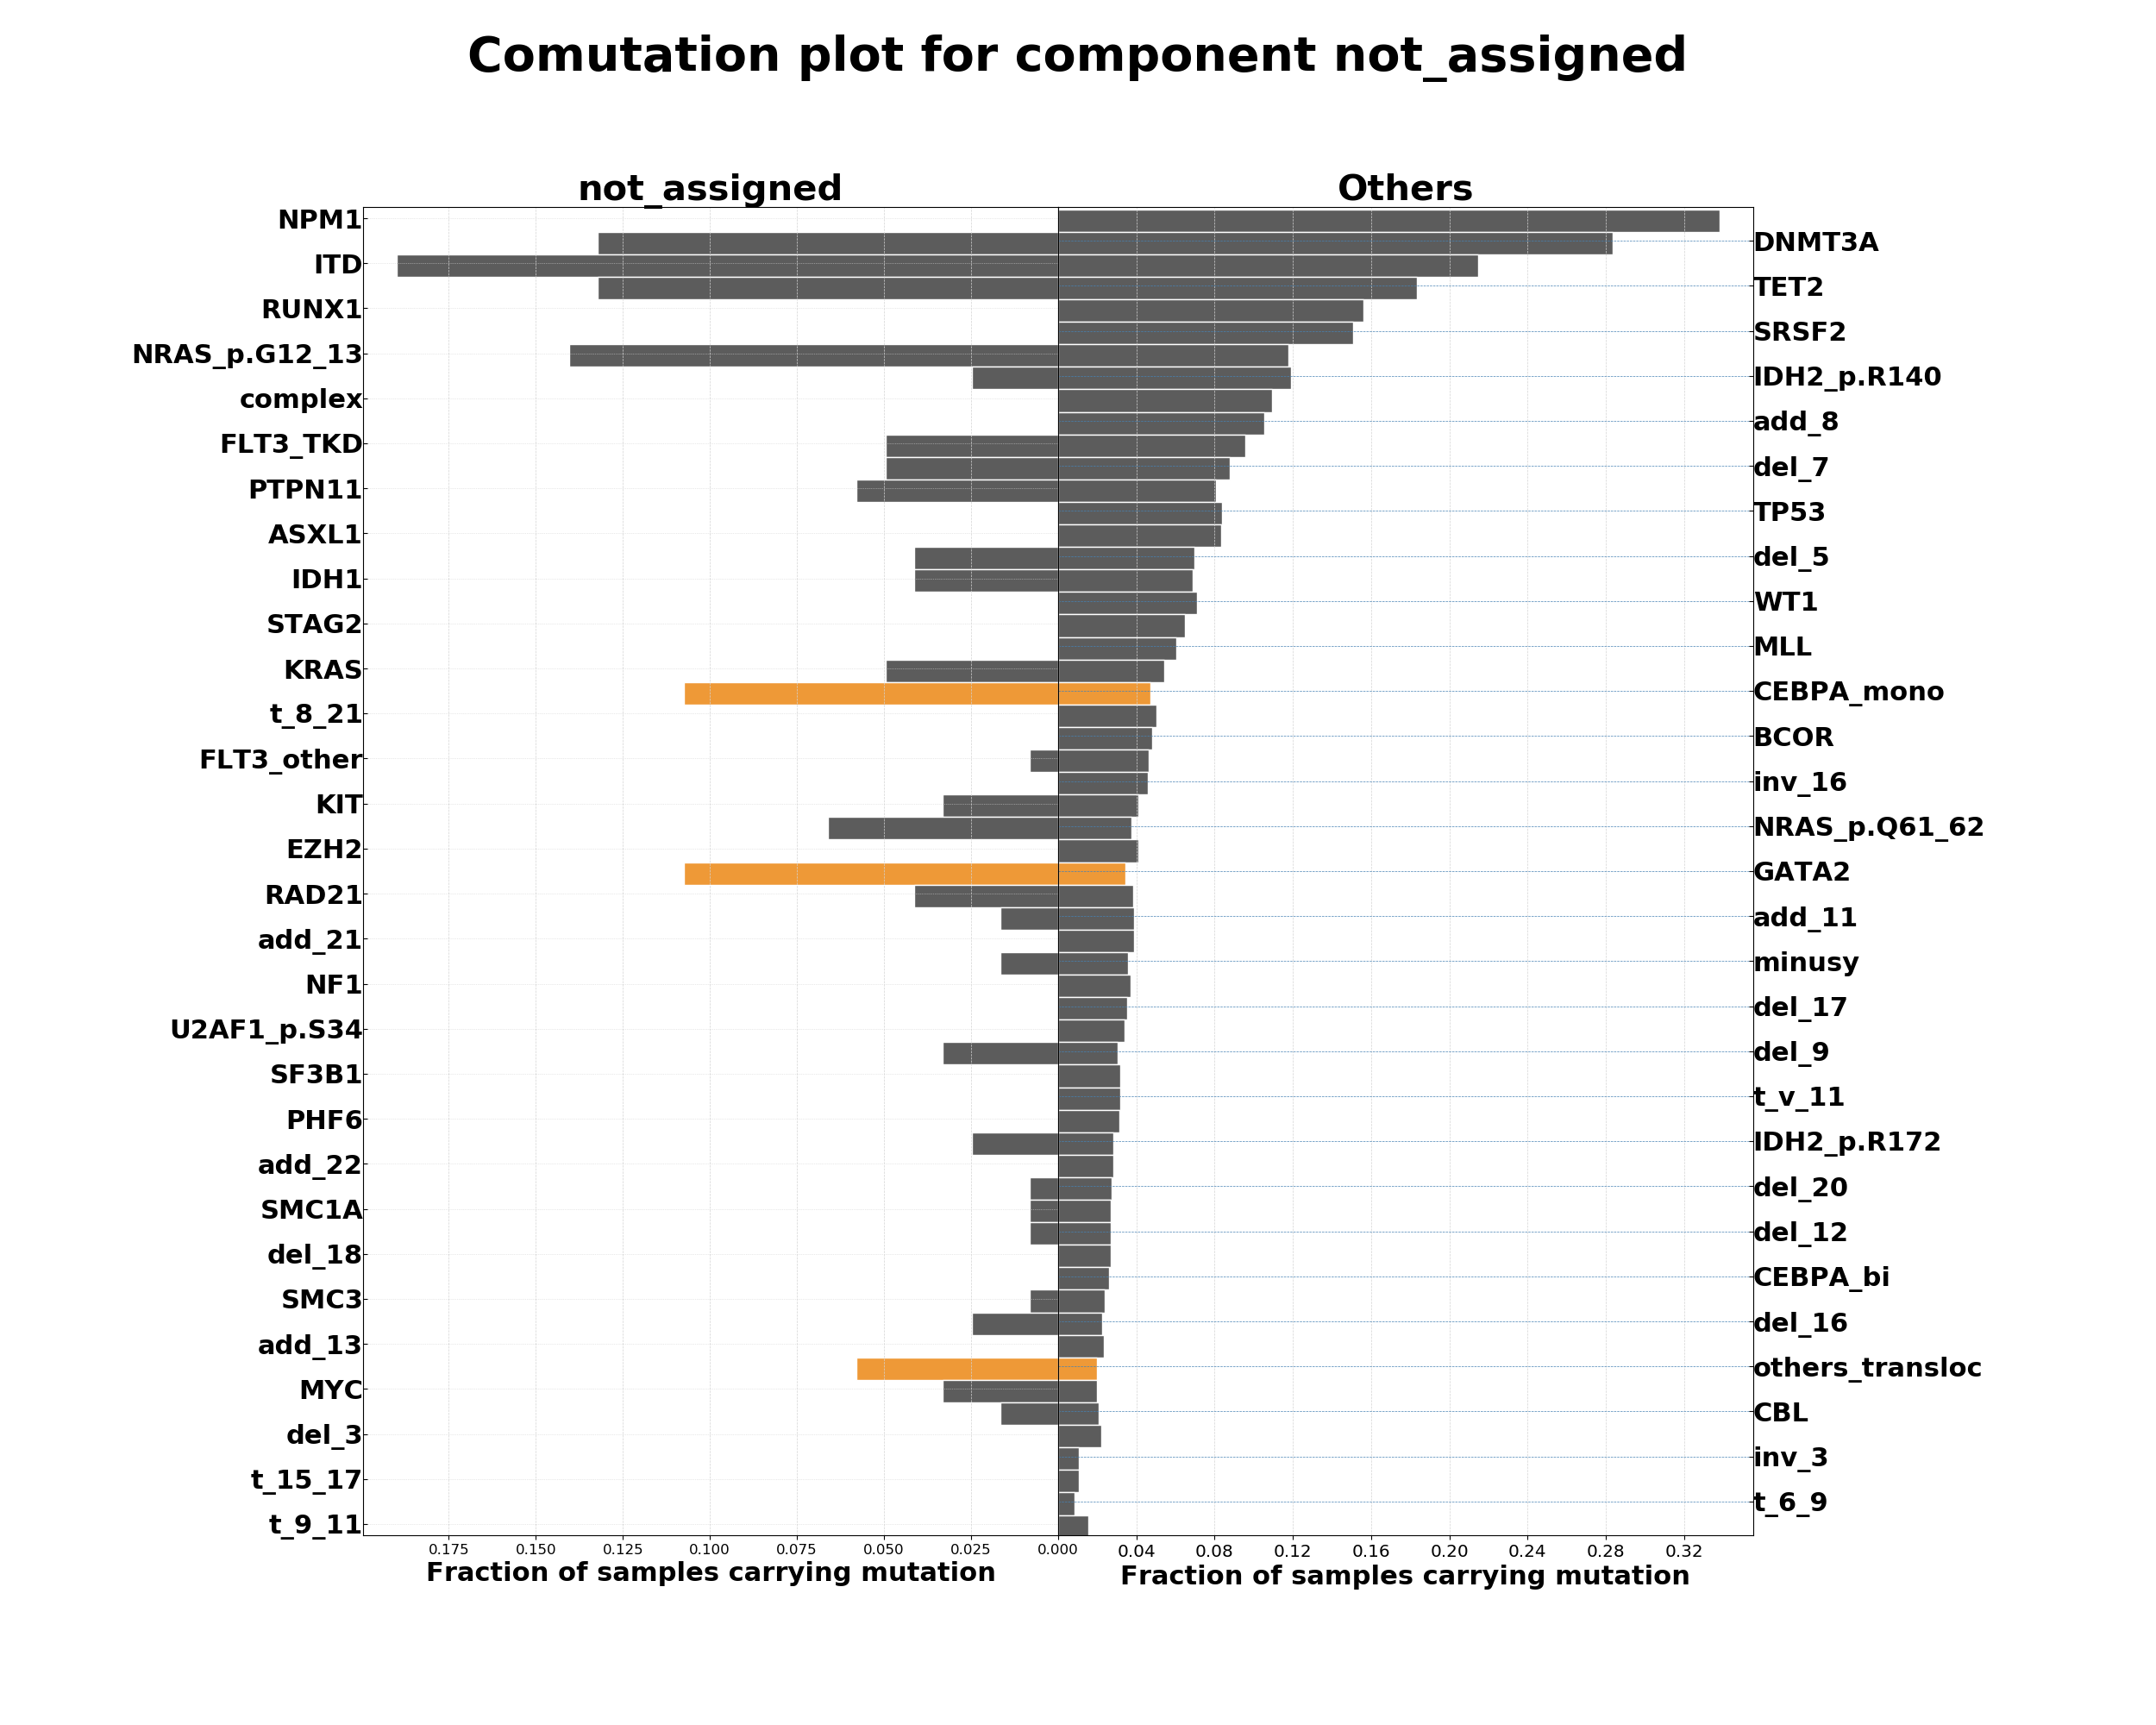 Comutation plot for component not_assigned
not_assigned
Others
NPM1
DNMT3A
ITD
TET2
RUNX1
SRSF2
NRAS_p.G12_13
IDH2_p.R140
complex
add_8
FLT3_TKD
del_7
PTPN11
TP53
ASXL1
del_5
IDH1
WT1
STAG2
MLL
KRAS
CEBPA_mono
t_8_21
BCOR
FLT3_other
inv_16
KIT
NRAS_p.Q61_62
EZH2
GATA2
RAD21
add_11
add_21
minusy
NF1
del_17
U2AF1_p.S34
del_9
SF3B1
t_v_11
PHF6
IDH2_p.R172
add_22
del_20
SMC1A
del_12
del_18
CEBPA_bi
SMC3
del_16
add_13
others_transloc
MYC
CBL
del_3
inv_3
t_15_17
t_6_9
t_9_11
0.175 0.150 0.125 0.100 0.075 0.050 0.025 0.000 0.04 0.08 0.12 0.16 0.20 0.24 0.28 0.32
Fraction of samples carrying mutation
Fraction of samples carrying mutation